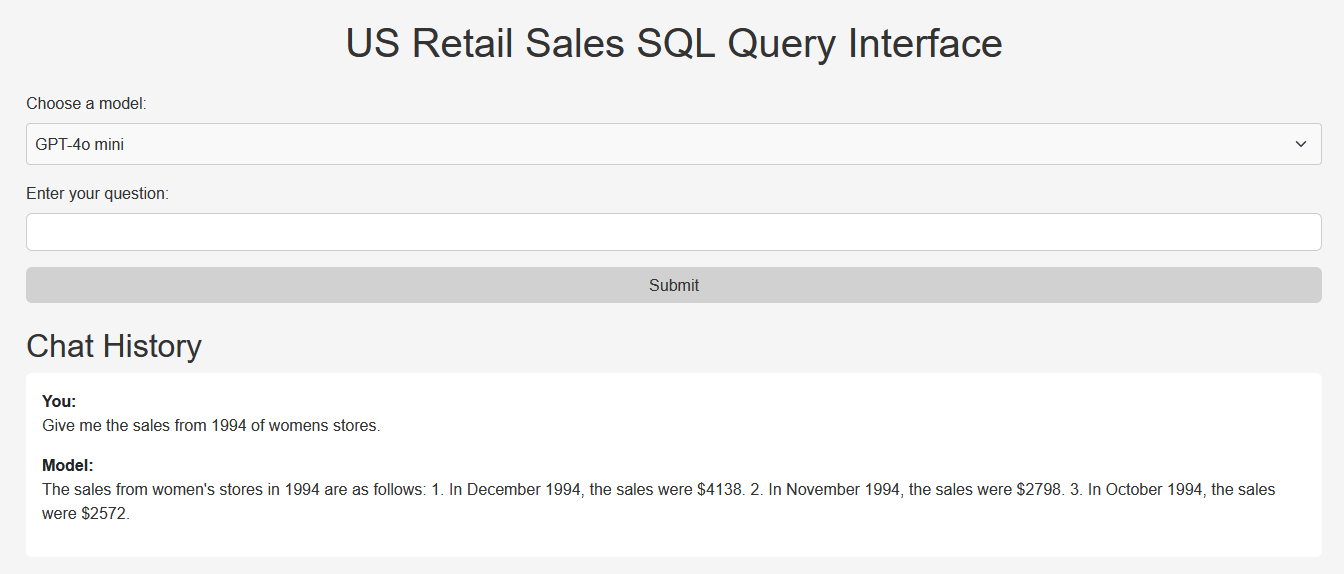 US Retail Sales SQL Query Interface
Choose a model:
GPT-4o mini
Enter your question:
Submit
Chat History
You:
Give me the sales from 1994 of womens stores.
Model:
The sales from women's stores in 1994 are as follows: 1. In December 1994, the sales were $4138. 2. In November 1994, the sales were $2798. 3. In October 1994, the sales
were $2572.